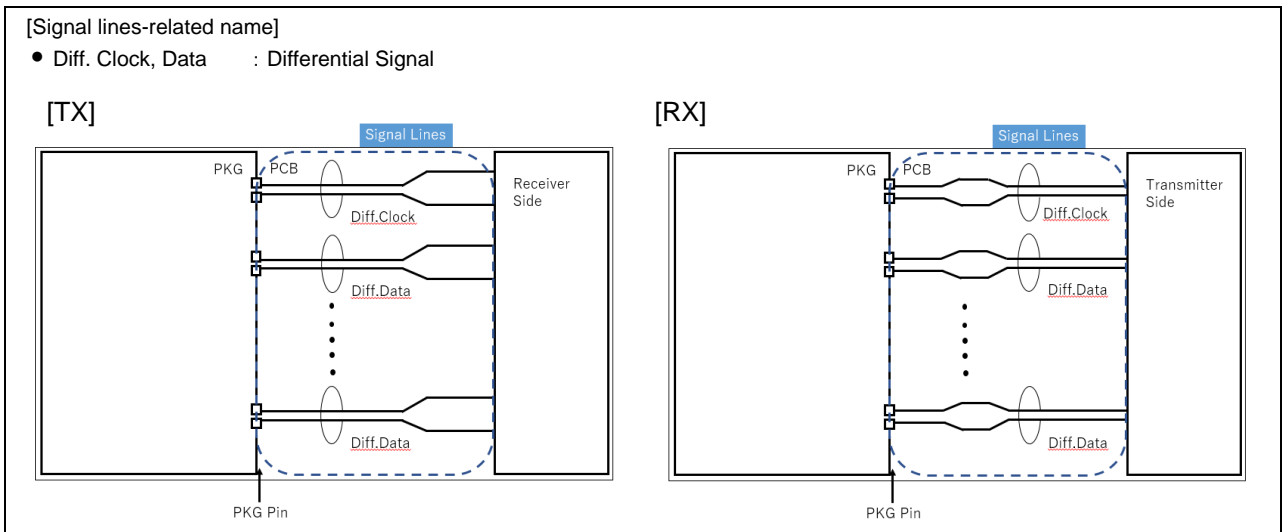 [Signal lines-related name]
• Diff. Clock, Data : Differential Signal
[TX]
Signal Lines
PKG PCB
Receiver
Side
Diff.Clock
Diff.Data
Diff.Data
PKG Pin
[RX]
Signal Lines
PKG PCB
Transmitter
Side
Diff.Clock
Diff.Data
Diff.Data
PKG Pin